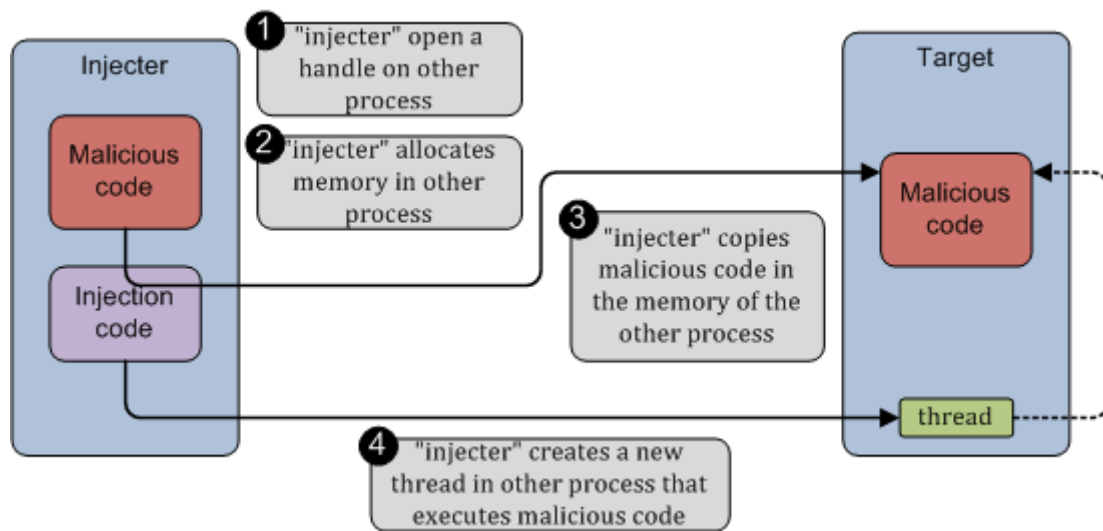 Injecter
Malicious
code
Injection
code
1
"injecter" open a
handle on other
process
2
"injecter" allocates
memory in other
process
3
"injecter" copies
malicious code in
the memory of the
other process
4
"injecter" creates a new
thread in other process that
executes malicious code
Target
Malicious
code
thread